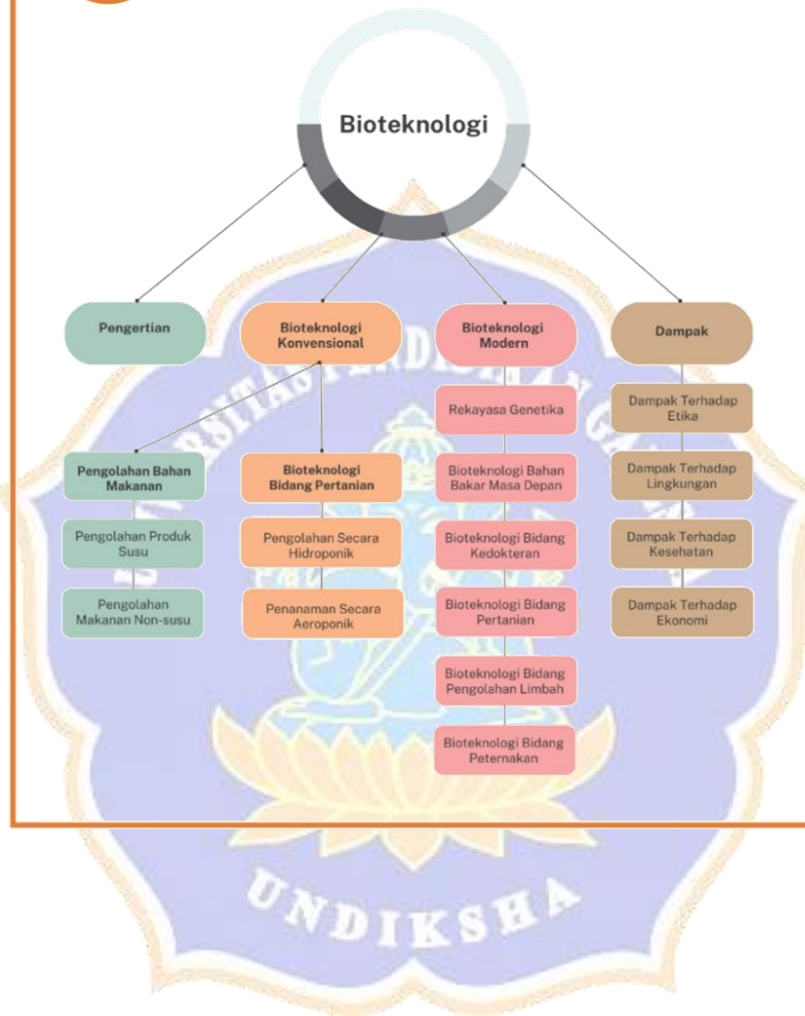 Bioteknologi
Pengertian
Bioteknologi
Konvensional
Bioteknologi
Modern
Dampak
Pengolahan Bahan
Makanan
Pengolahan Produk
Susu
Pengolahan
Makanan Non-susu
Bioteknologi
Bidang Pertanian
Pengolahan Secara
Hidroponik
Penanaman Secara
Aeroponik
Rekayasa Genetika
Bioteknologi Bahan
Bakar Masa Depan
Bioteknologi Bidang
Kedokteran
Bioteknologi Bidang
Pertanian
Bioteknologi Bidang
Pengolahan Limbah
Bioteknologi Bidang
Peternakan
Dampak Terhadap
Etika
Dampak Terhadap
Lingkungan
Dampak Terhadap
Kesehatan
Dampak Terhadap
Ekonomi
UNDIKSHA